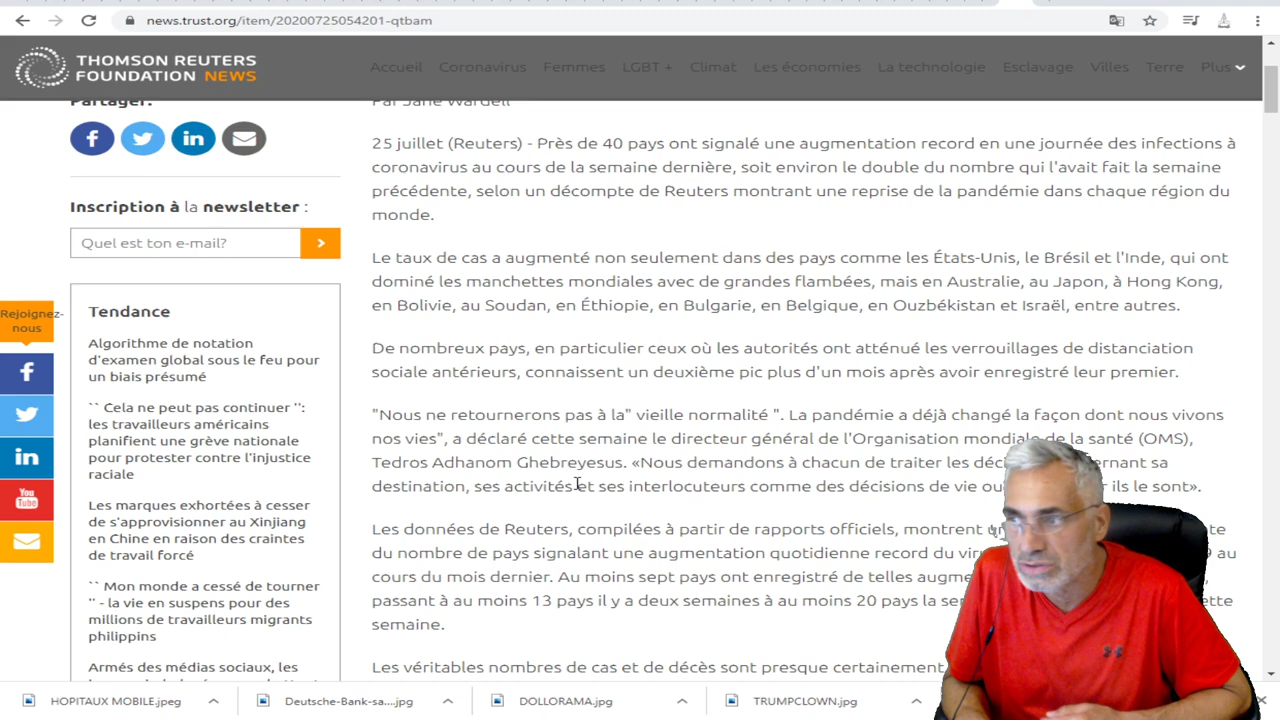 news.trust.org/item/20200725054201-qtbam
THOMSON REUTERS
FOUNDATION NEWS
Accueil Coronavirus Femmes LGBT + Climat Les économies La technologie Esclavage Villes Terre Plus
Partager:
Par Jane Wardell
25 juillet (Reuters) - Près de 40 pays ont signalé une augmentation record en une journée des infections à
coronavirus au cours de la semaine dernière, soit environ le double du nombre qui l'avait fait la semaine
précédente, selon un décompte de Reuters montrant une reprise de la pandémie dans chaque région du
monde.
Le taux de cas a augmenté non seulement dans des pays comme les États-Unis, le Brésil et l'Inde, qui ont
dominé les manchettes mondiales avec de grandes flambées, mais en Australie, au Japon, à Hong Kong,
en Bolivie, au Soudan, en Éthiopie, en Bulgarie, en Belgique, en Ouzbékistan et Israël, entre autres.
De nombreux pays, en particulier ceux où les autorités ont atténué les verrouillages de distanciation
sociale antérieurs, connaissent un deuxième pic plus d'un mois après avoir enregistré leur premier.
"Nous ne retournerons pas à la" vieille normalité ". La pandémie a déjà changé la façon dont nous vivons
nos vies", a déclaré cette semaine le directeur général de l'Organisation mondiale de la santé (OMS),
Tedros Adhanom Ghebreyesus. «Nous demandons à chacun de traiter les sa
destination, ses activités et ses interlocuteurs comme des décisions de vie ils le sont».
Les données de Reuters, compilées à partir de rapports officiels, montrent
du nombre de pays signalant une augmentation quotidienne record du au
cours du mois dernier. Au moins sept pays ont enregistré de telles
passant à au moins 13 pays il y a deux semaines à au moins 20 pays la
semaine.
Les véritables nombres de cas et de décès sont presque certainement
Inscription à la newsletter :
Quel est ton e-mail? >
Tendance
Algorithme de notation
d'examen global sous le feu pour
un biais présumé
`` Cela ne peut pas continuer '':
les travailleurs américains
planifient une grève nationale
pour protester contre l'injustice
raciale
Les marques exhortées à cesser
de s'approvisionner au Xinjiang
en Chine en raison des craintes
de travail forcé
`` Mon monde a cessé de tourner
'' - la vie en suspens pour des
millions de travailleurs migrants
philippins
Armés des médias sociaux, les
Rejoignez-
nous
You
Tube
HOPITAUX MOBILE.jpeg
Deutsche-Bank-sa....jpg
DOLLORAMA.jpg
TRUMPCLOWN.jpg